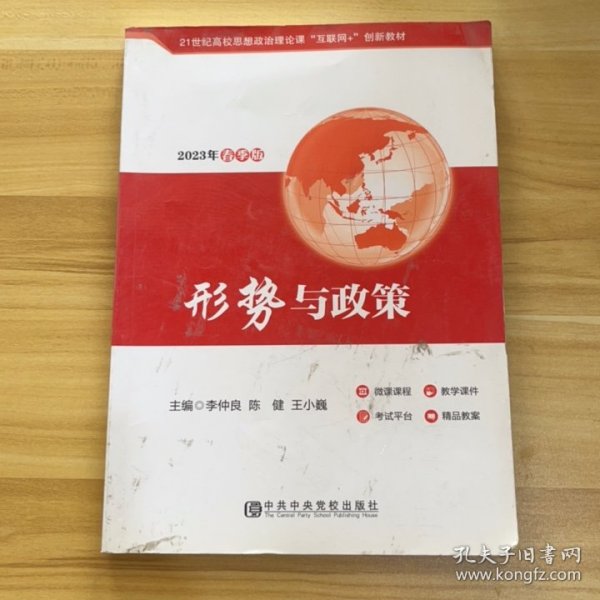 21世纪高校思想政治理论课“互联网+”创新教材
2023年春季版
形势与政策
主编◎李仲良 陈 健 王小巍
微课课程 教学课件
考试平台 精品教案
中共中央党校出版社
The Central Party School Publishing House
孔夫子旧书网
www.kongfz.com